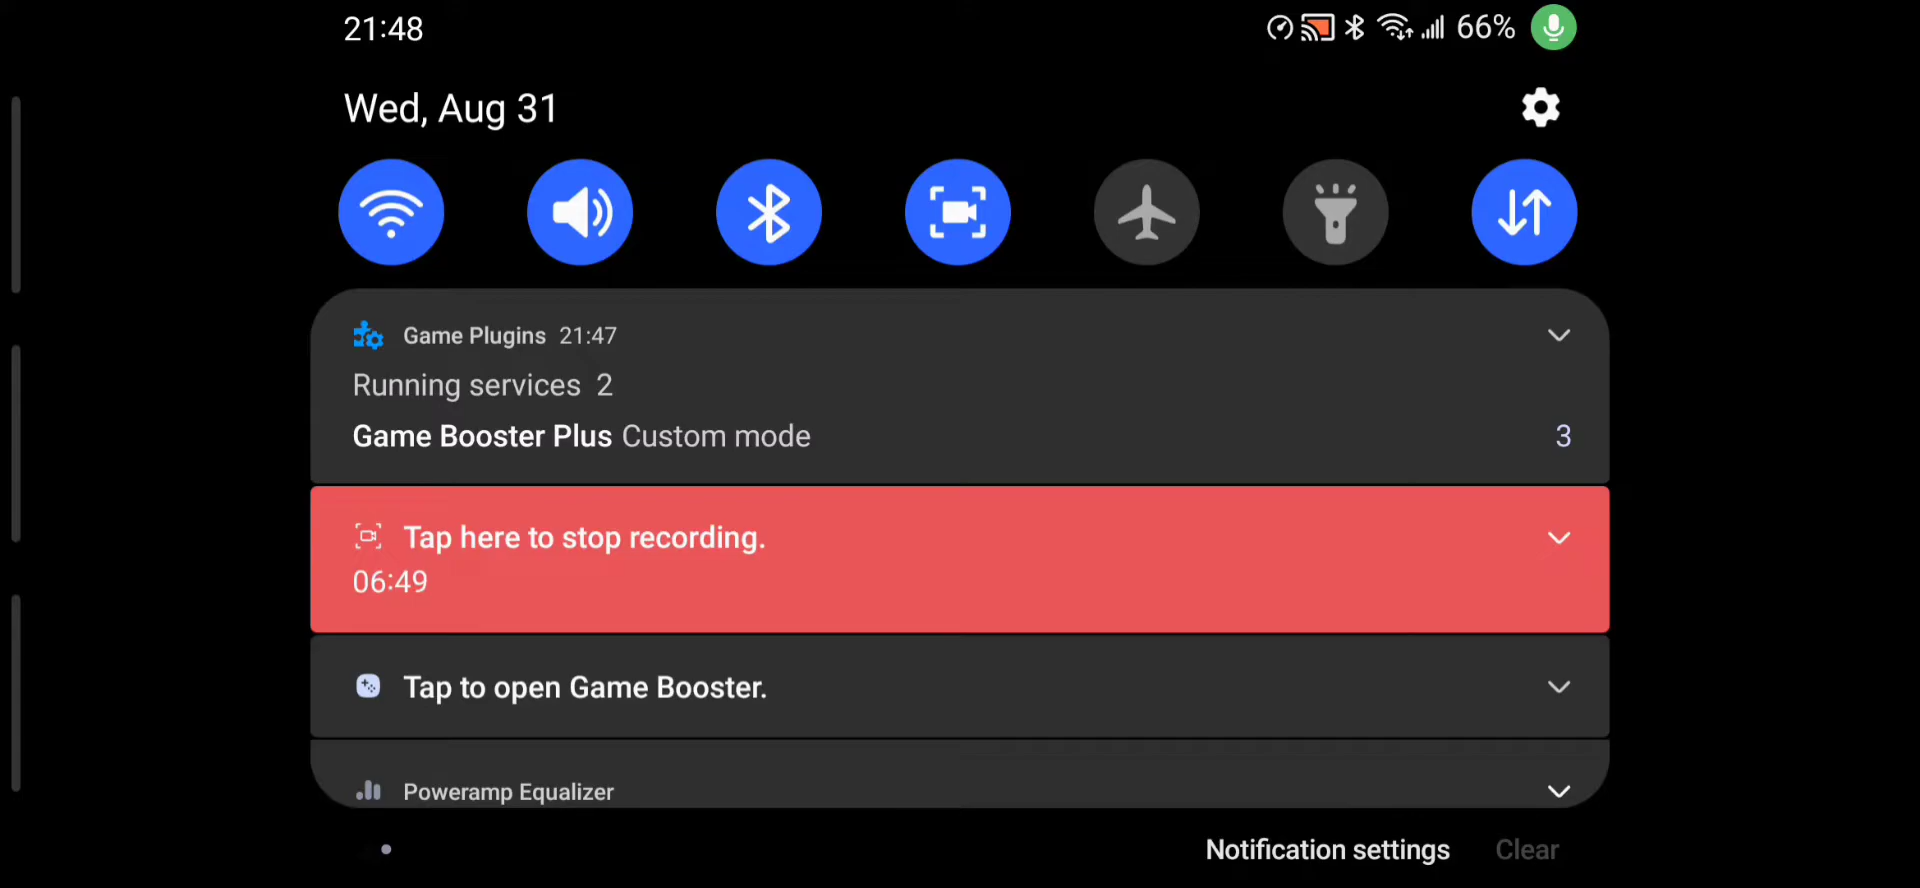 21:48
66%
Wed, Aug 31
Game Plugins 21:47
Running services 2
Game Booster Plus Custom mode 3
Tap here to stop recording.
06:49
Tap to open Game Booster.
Poweramp Equalizer
Notification settings Clear